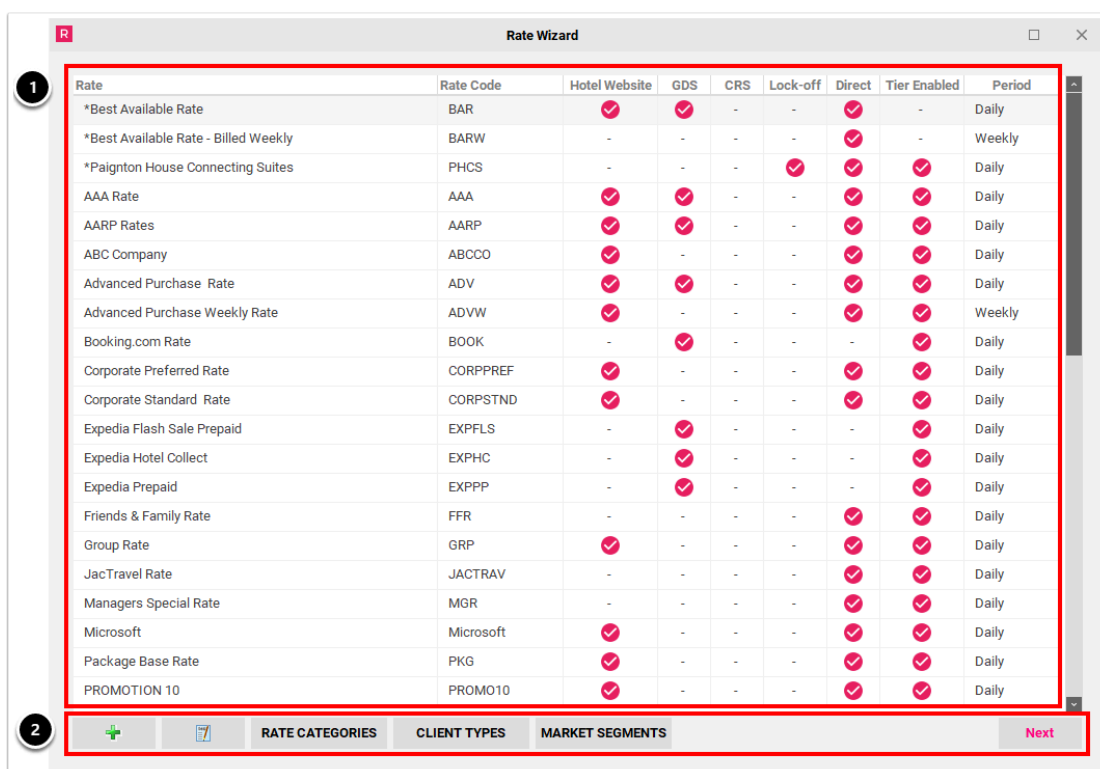 R Rate Wizard
1
Rate Rate Code Hotel Website GDS CRS Lock-off Direct Tier Enabled Period
*Best Available Rate BAR - - - Daily
*Best Available Rate - Billed Weekly BARW - - - - - Weekly
*Paignton House Connecting Suites PHCS - - - Daily
AAA Rate AAA - - Daily
AARP Rates AARP - - Daily
ABC Company ABCCO - - - Daily
Advanced Purchase Rate ADV - - Daily
Advanced Purchase Weekly Rate ADVW - - - Weekly
Booking.com Rate BOOK - - - - Daily
Corporate Preferred Rate CORPPREF - - - Daily
Corporate Standard Rate CORPSTND - - - Daily
Expedia Flash Sale Prepaid EXPFLS - - - - Daily
Expedia Hotel Collect EXPHC - - - - Daily
Expedia Prepaid EXPPP - - - - Daily
Friends & Family Rate FFR - - - - Daily
Group Rate GRP - - - Daily
JacTravel Rate JACTRAV - - - - Daily
Managers Special Rate MGR - - - - Daily
Microsoft Microsoft - - - Daily
Package Base Rate PKG - - - Daily
PROMOTION 10 PROMO10 - - - Daily
2
RATE CATEGORIES CLIENT TYPES MARKET SEGMENTS Next